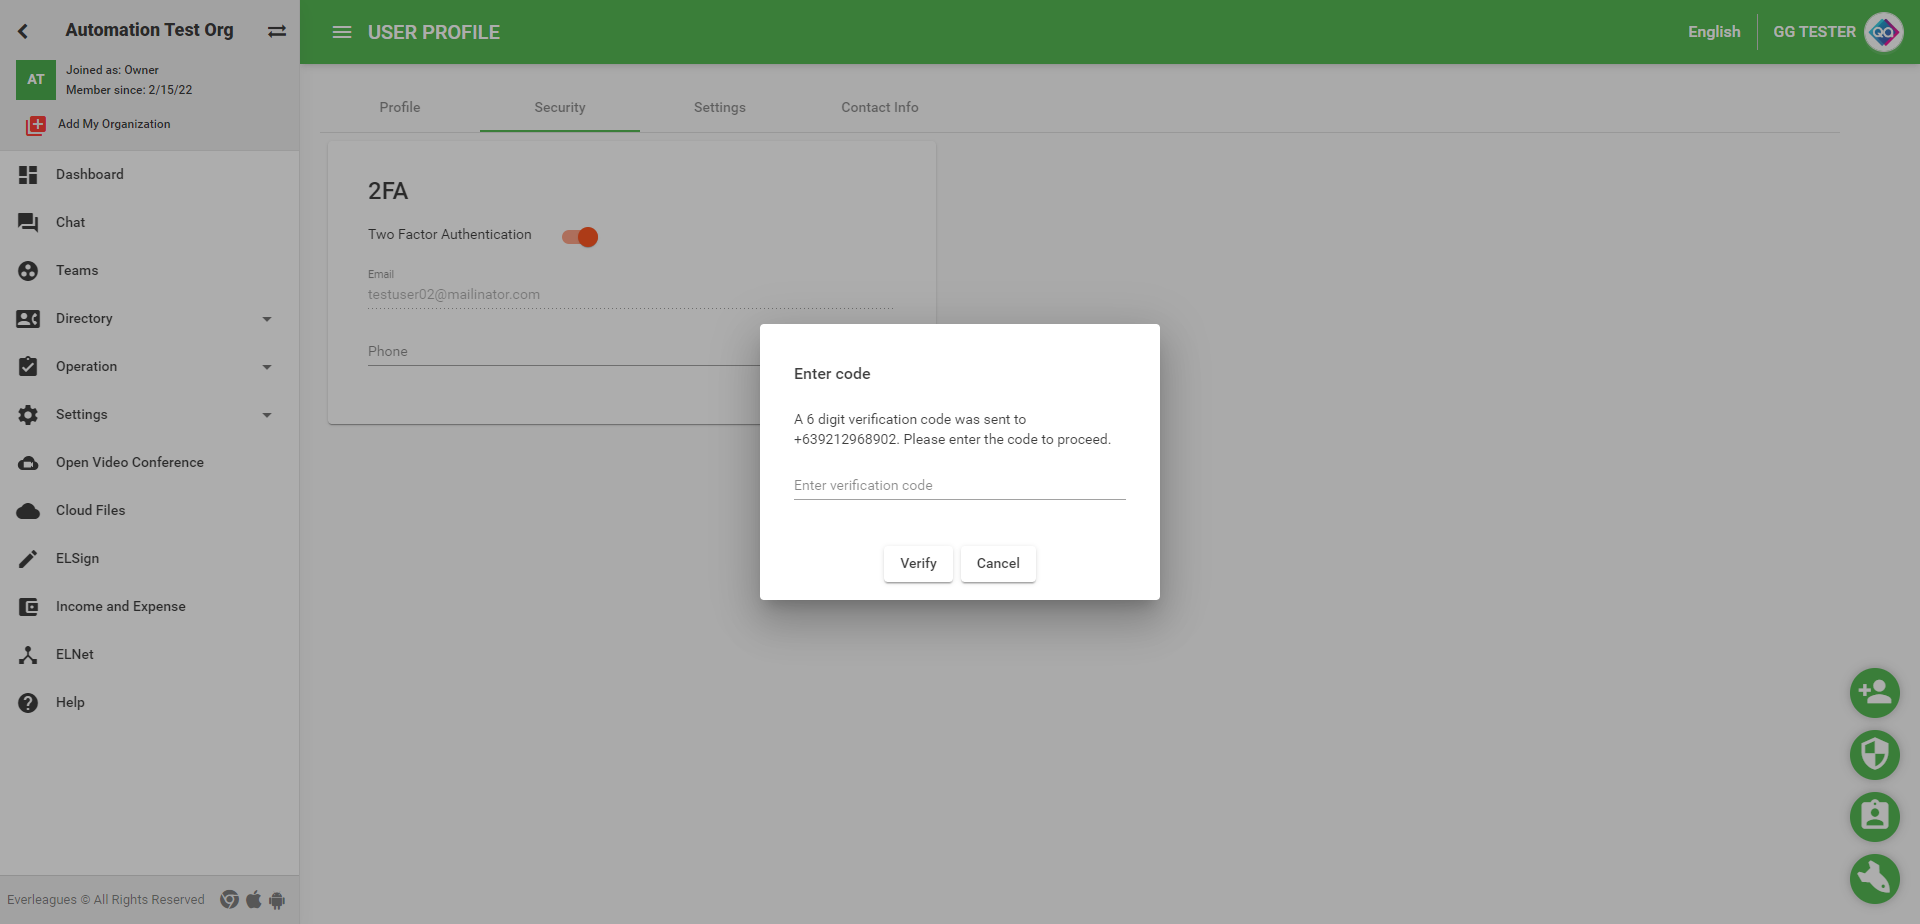 Automation Test Org
AT
Joined as: Owner
Member since: 2/15/22
Add My Organization
Dashboard
Chat
Teams
Directory
Operation
Settings
Open Video Conference
Cloud Files
ELSign
Income and Expense
ELNet
Help
Everleagues © All Rights Reserved
USER PROFILE
English
GG TESTER
QA
Profile
Security
Settings
Contact Info
2FA
Two Factor Authentication
Email
testuser02@mailinator.com
Phone
Enter code
A 6 digit verification code was sent to
+639212968902. Please enter the code to proceed.
Enter verification code
Verify
Cancel